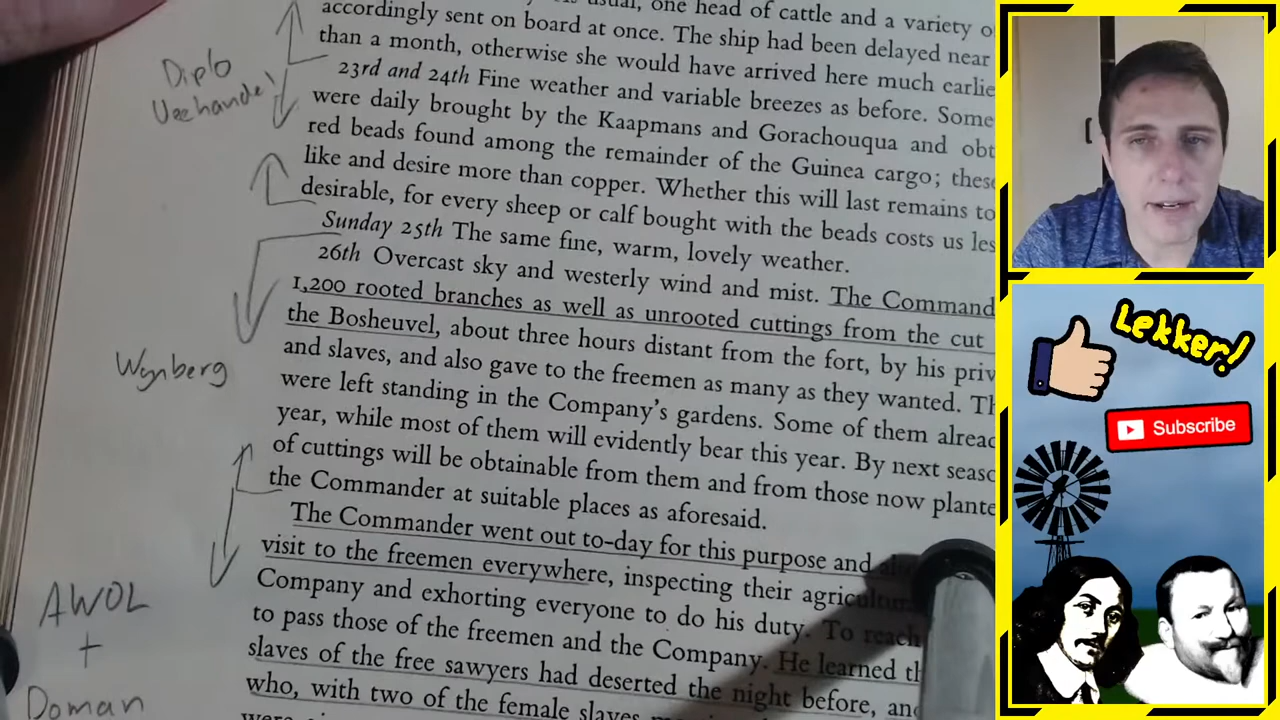 usual, one head of cattle and a variety
accordingly sent on board at once. The ship had been delayed near
than a month, otherwise she would have arrived here much
23rd and 24th Fine weather and variable breezes as before. Some
were daily brought by the Kaapmans and Gorachouqua and
red beads found among the remainder of the Guinea cargo;
like and desire more than copper. Whether this will last remains to
desirable, for every sheep or calf bought with the beads costs us
Sunday 25th The same fine, warm, lovely weather.
26th Overcast sky and westerly wind and mist. The
1,200 rooted branches as well as unrooted cuttings from the cut
the Bosheuvel, about three hours distant from the fort, by his
and slaves, and also gave to the freemen as many as they wanted.
were left standing in the Company's gardens. Some of them
year, while most of them will evidently bear this year. By next
of cuttings will be obtainable from them and from those now
the Commander at suitable places as aforesaid.
The Commander went out to-day for this purpose and
visit to the freemen everywhere, inspecting their
Company and exhorting everyone to do his duty. To reach
to pass those of the freemen and the Company. He learned
slaves of the free sawyers had deserted the night before,
who, with two of the female slaves
Diplo
Veehandel
Wynberg
AWOL
+
Doman
Lekker!
Subscribe